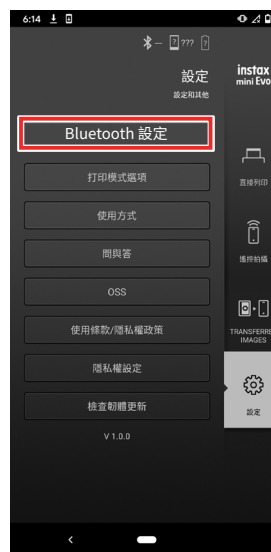 6:14
— ? ??? ?
設定
設定和其他
instax
mini Evo
Bluetooth 設定
打印模式選項
直接列印
使用方式
問與答
遙控拍攝
OSS
使用條款/隱私權政策
TRANSFERRE
IMAGES
隱私權設定
檢查韌體更新
設定
V 1.0.0